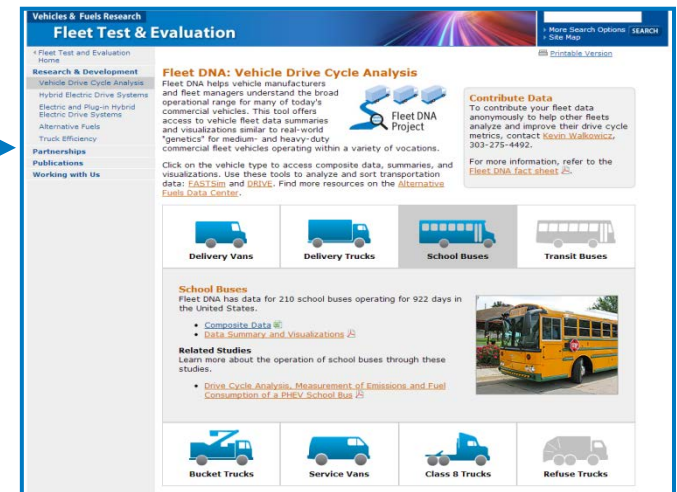 Vehicles & Fuels Research
Fleet Test & Evaluation
More Search Options
SEARCH
Site Map
Fleet Test and Evaluation
Home
Research & Development
Vehicle Drive Cycle Analysis
Hybrid Electric Drive Systems
Electric and Plug-in Hybrid
Electric Drive Systems
Alternative Fuels
Truck Efficiency
Partnerships
Publications
Working with Us
Printable Version
Fleet DNA: Vehicle Drive Cycle Analysis
Fleet DNA helps vehicle manufacturers
and fleet managers understand the broad
operational range for many of today's
commercial vehicles. This tool offers
access to vehicle fleet data summaries
and visualizations similar to real-world
"genetics" for medium- and heavy-duty
commercial fleet vehicles operating within a variety of vocations.
Fleet DNA
Project
Click on the vehicle type to access composite data, summaries, and
visualizations. Use these tools to analyze and sort transportation
data: FASTSim and DRIVE. Find more resources on the Alternative
Fuels Data Center.
Contribute Data
To contribute your fleet data
anonymously to help other fleets
analyze and improve their drive cycle
metrics, contact Kevin Walkowicz,
303-275-4492.
For more information, refer to the
Fleet DNA fact sheet
Delivery Vans
Delivery Trucks
School Buses
Transit Buses
School Buses
Fleet DNA has data for 210 school buses operating for 922 days in
the United States.
• Composite Data
• Data Summary and Visualizations
Related Studies
Learn more about the operation of school buses through these
studies.
• Drive Cycle Analysis, Measurement of Emissions and Fuel
Consumption of a PHEV School Bus
Bucket Trucks
Service Vans
Class 8 Trucks
Refuse Trucks